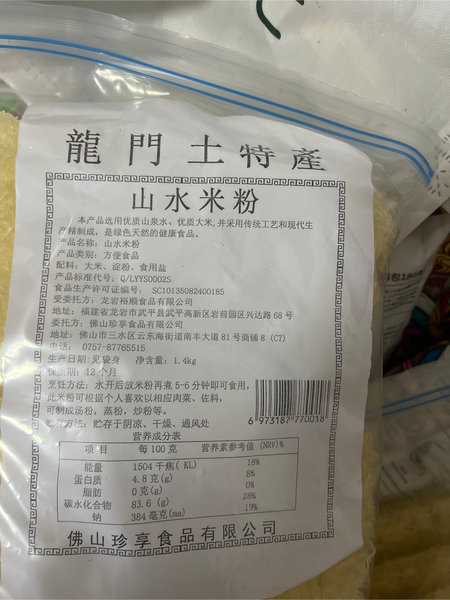 龍門土特產
山水米粉
本产品选用优质山泉水、优质大米,并采用传统工艺和现代生
产精制成,是绿色天然的健康食品。
产品名称:山水米粉
产品类别:方便食品
配料:大米、淀粉、食用盐
产品标准代号:Q/LYYS0002S
食品生产许可证编号: SC10135082400185
受委托方:龙岩裕顺食品有限公司
地址:福建省龙岩市武平县武平高新区岩前园区兴达路68号
委托方:佛山珍享食品有限公司
地址:佛山市三水区云东海街道南丰大道81号商铺8(C7)
电话: 0757-87765515
生产日期:见袋身 净含量:1.4kg
保质期:12个月
烹饪方法:水开后放米粉再煮5-6分钟即可食用,
此米粉可根据个人喜欢以相应肉菜、佐料,
可制成汤粉,蒸粉,炒粉等。
贮存方法:贮存于阴凉、干燥、通风处
6 973187 770018
营养成分表
项目 每100克 营养素参考值(NRV)%
能量 1504千焦(KL) 18%
蛋白质 4.8克(g) 8%
脂肪 0克(g) 0%
碳水化合物 83.6(g) 28%
钠 384毫克(ma) 19%
佛山珍享食品有限公司